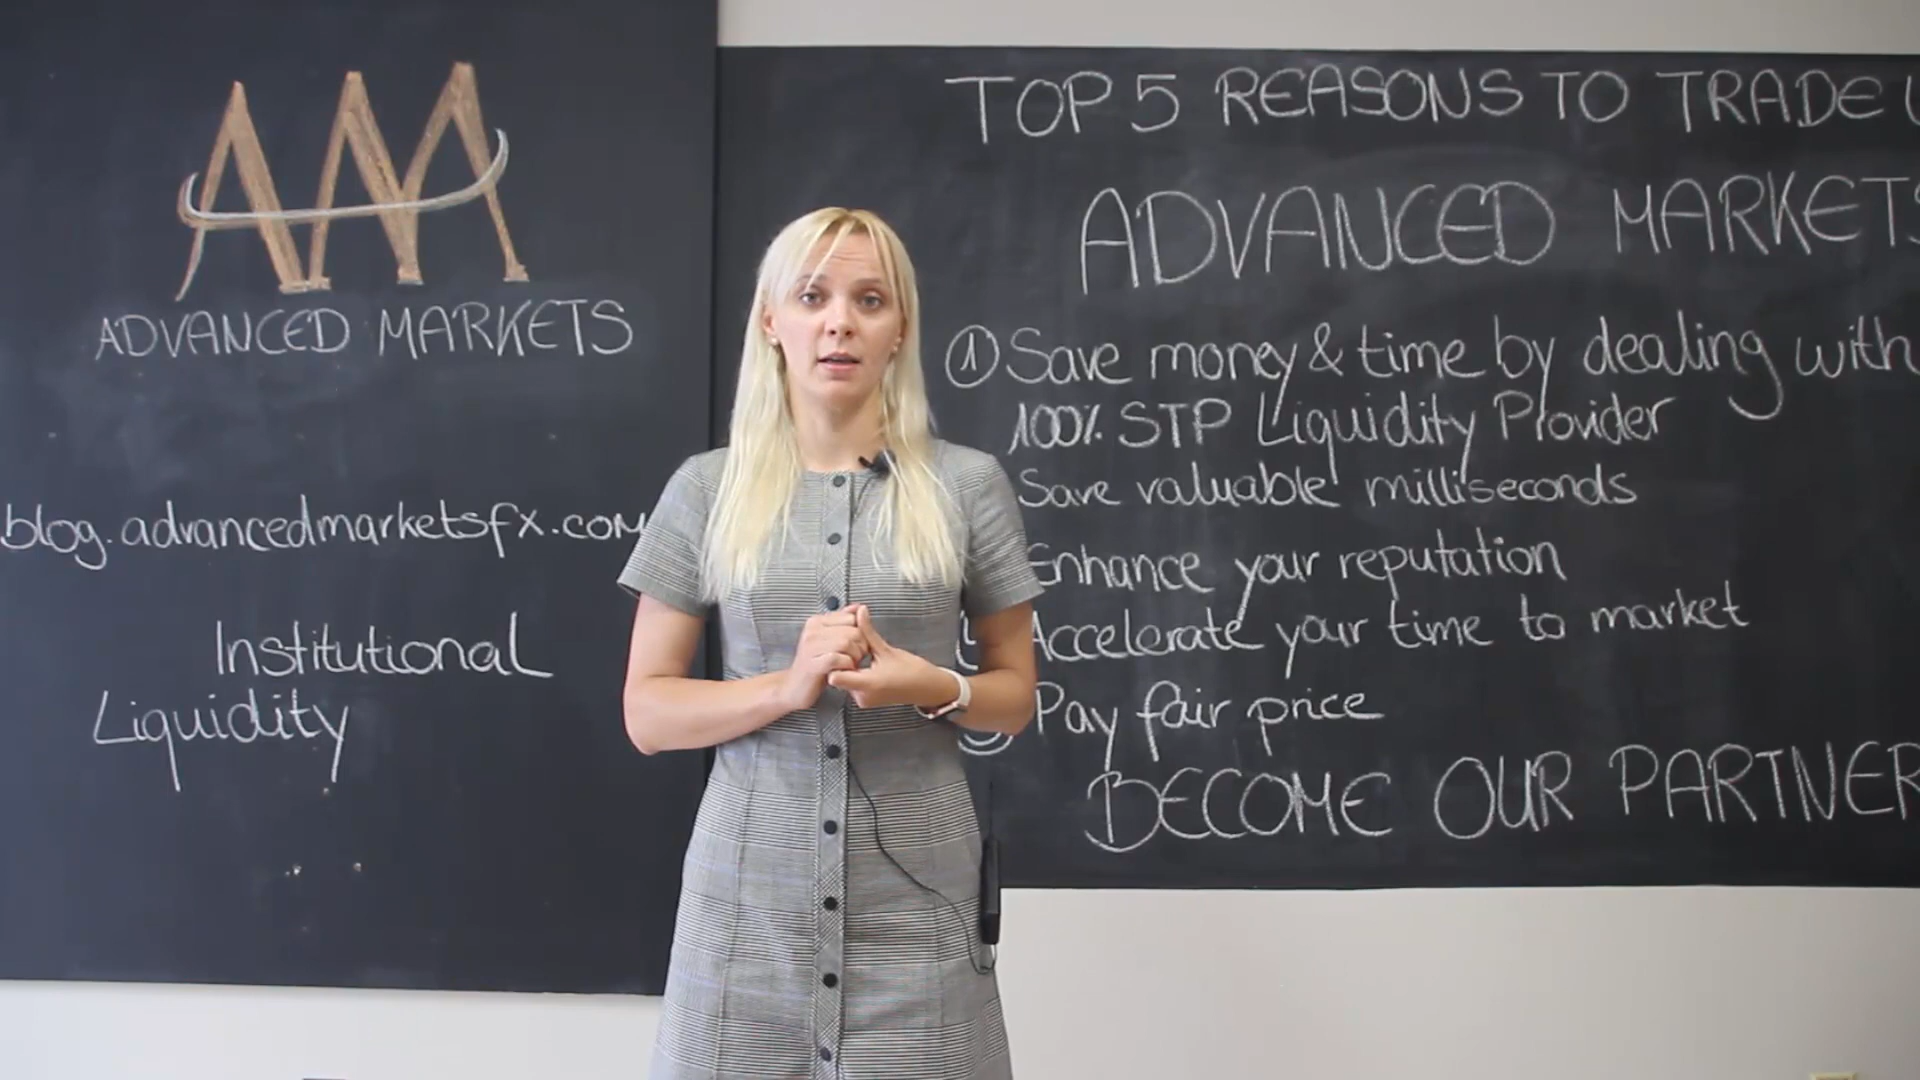 AM
ADVANCED MARKETS
blog.advancedmarketsfx.com
Institutional
Liquidity
TOP 5 REASONS TO TRADE
ADVANCED MARKETS
1 Save money & time by dealing with
100% STP Liquidity Provider
Save valuable milliseconds
Enhance your reputation
Accelerate your time to market
Pay fair price
BECOME OUR PARTNER